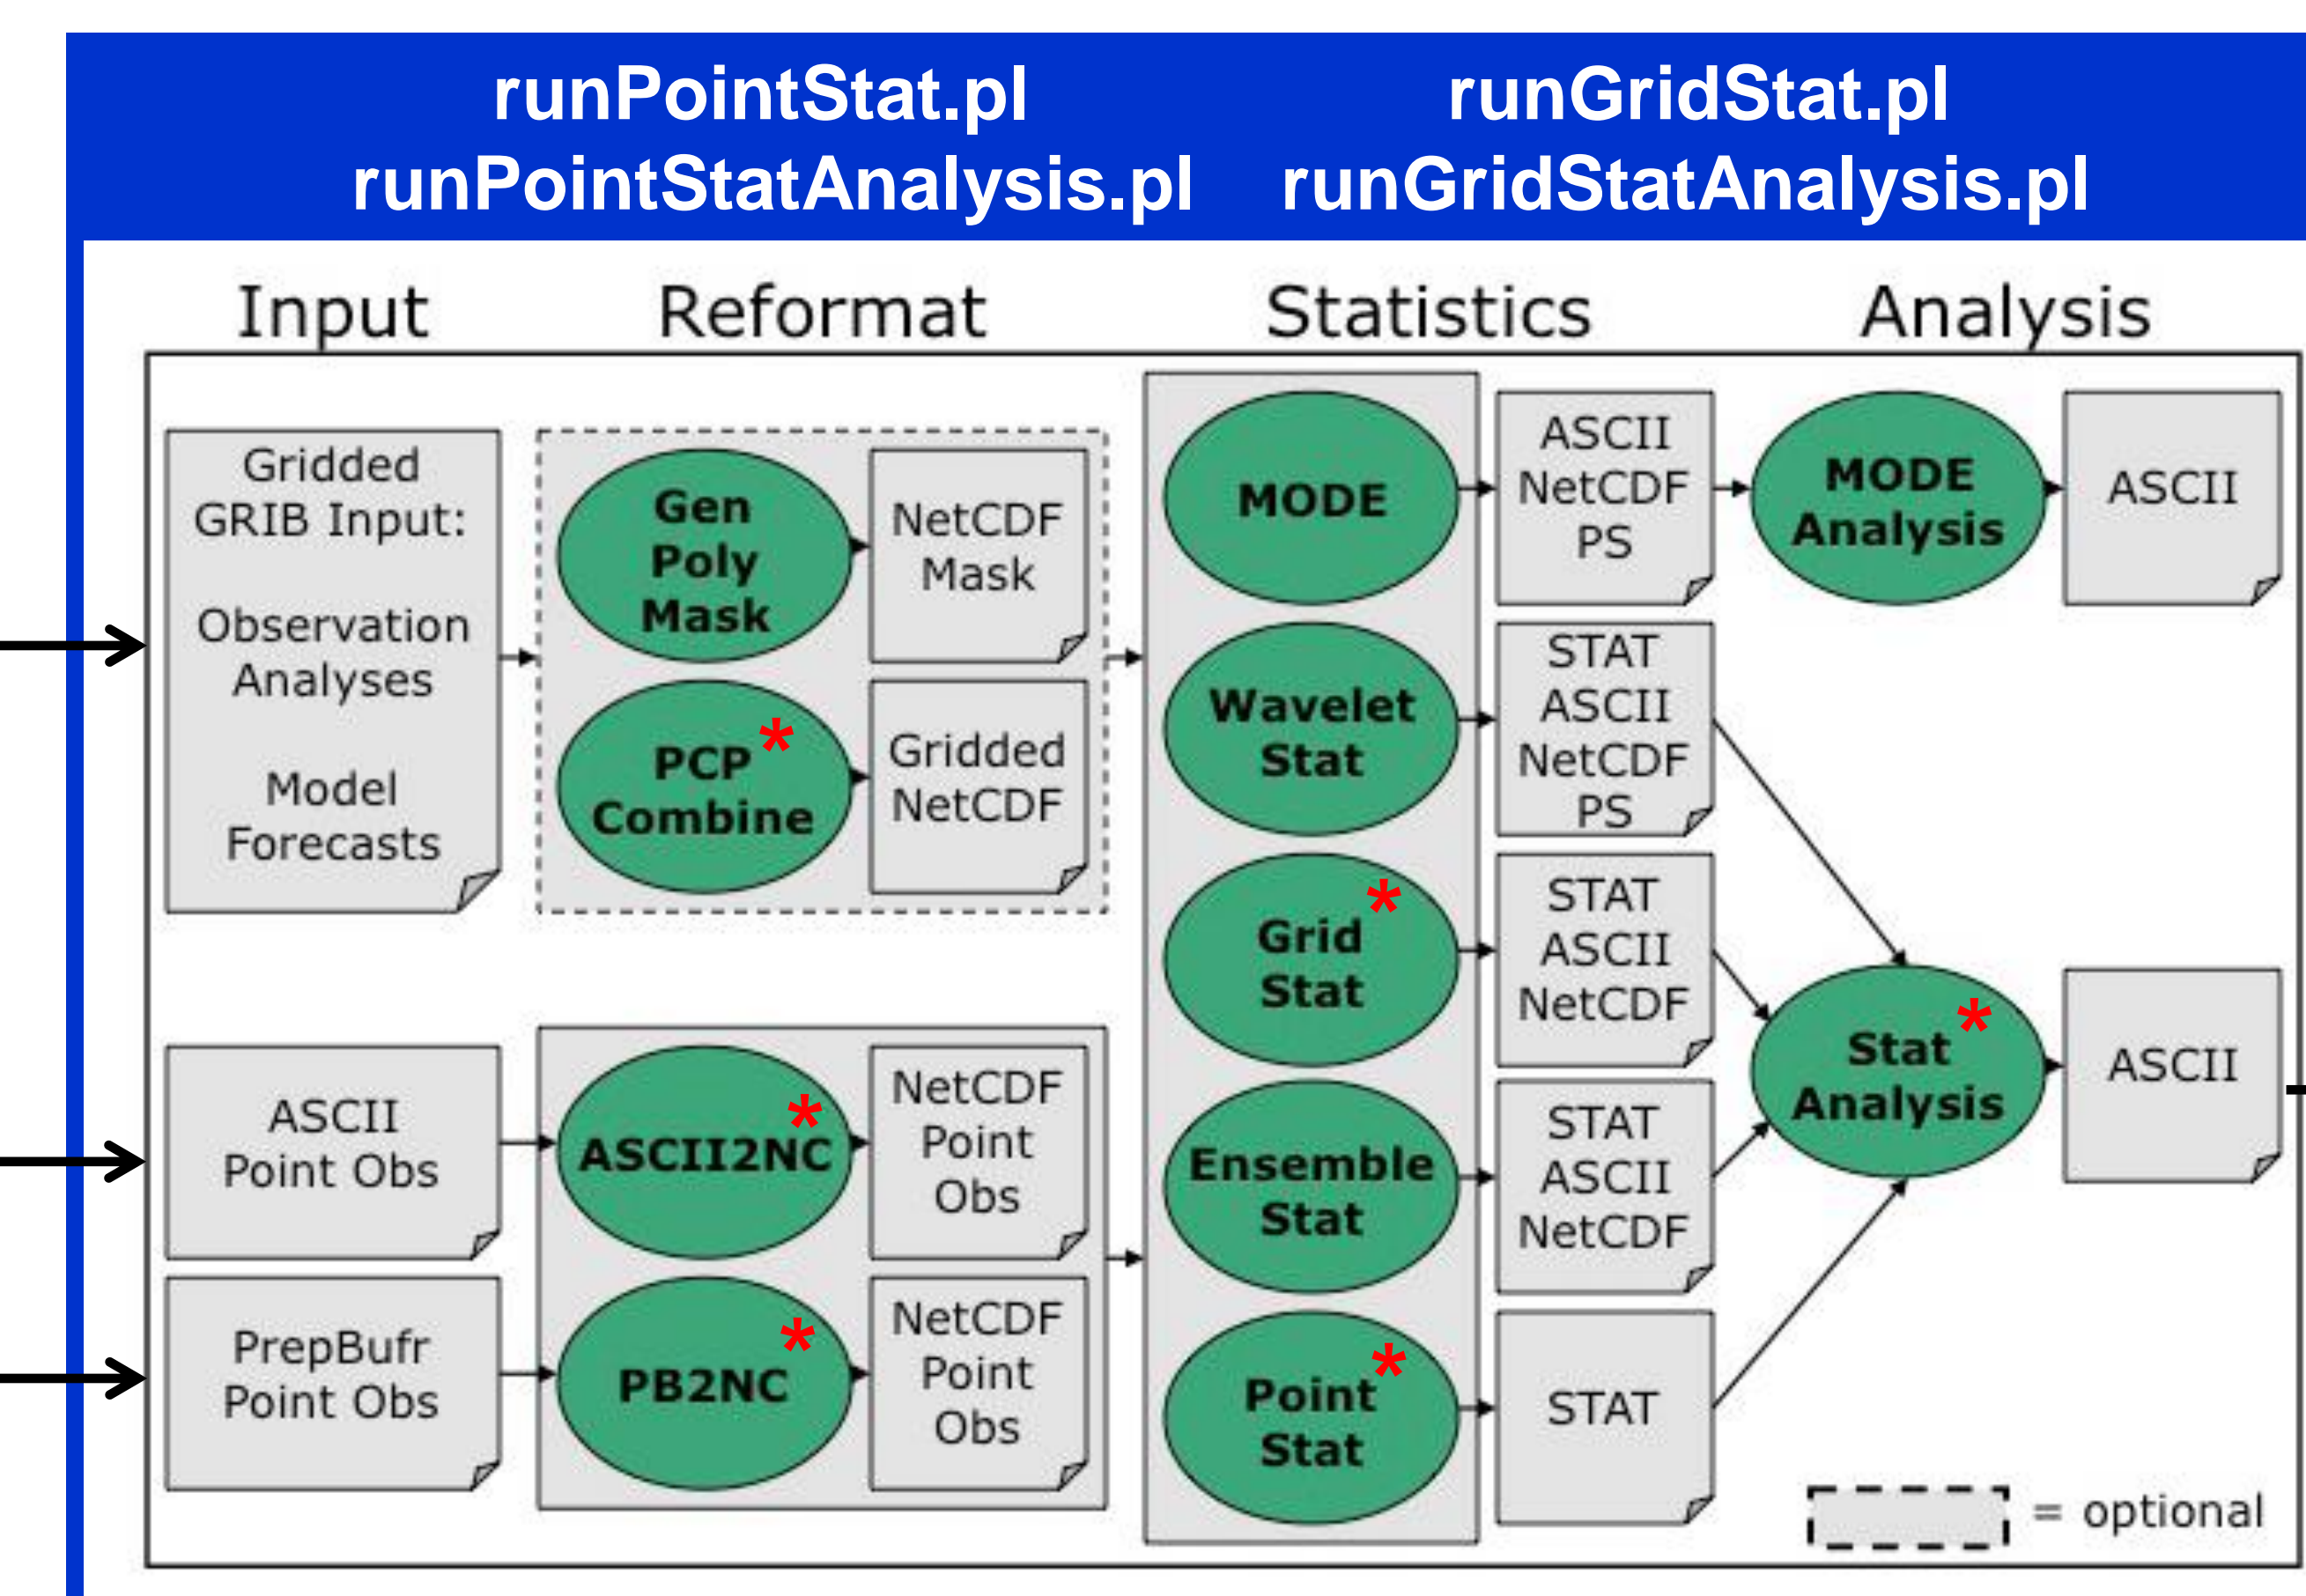 runPointStat.pl runGridStat.pl
runPointStatAnalysis.pl runGridStatAnalysis.pl
Input Reformat Statistics Analysis
Gridded
GRIB Input:
Observation
Analyses
Model
Forecasts
Gen
Poly
Mask
NetCDF
Mask
PCP *
Combine
Gridded
NetCDF
ASCII
Point Obs
*
ASCII2NC
NetCDF
Point
Obs
PrepBufr
Point Obs
*
PB2NC
NetCDF
Point
Obs
MODE
ASCII
NetCDF
PS
MODE
Analysis
ASCII
Wavelet
Stat
STAT
ASCII
NetCDF
PS
*
Grid
Stat
STAT
ASCII
NetCDF
Ensemble
Stat
STAT
ASCII
NetCDF
*
Point
Stat
STAT
*
Stat
Analysis
ASCII
= optional